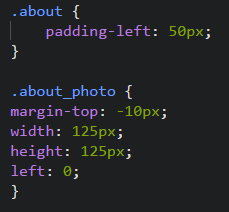 .about {
    padding-left: 50px;
}

.about_photo {
margin-top: -10px;
width: 125px;
height: 125px;
left: 0;
}